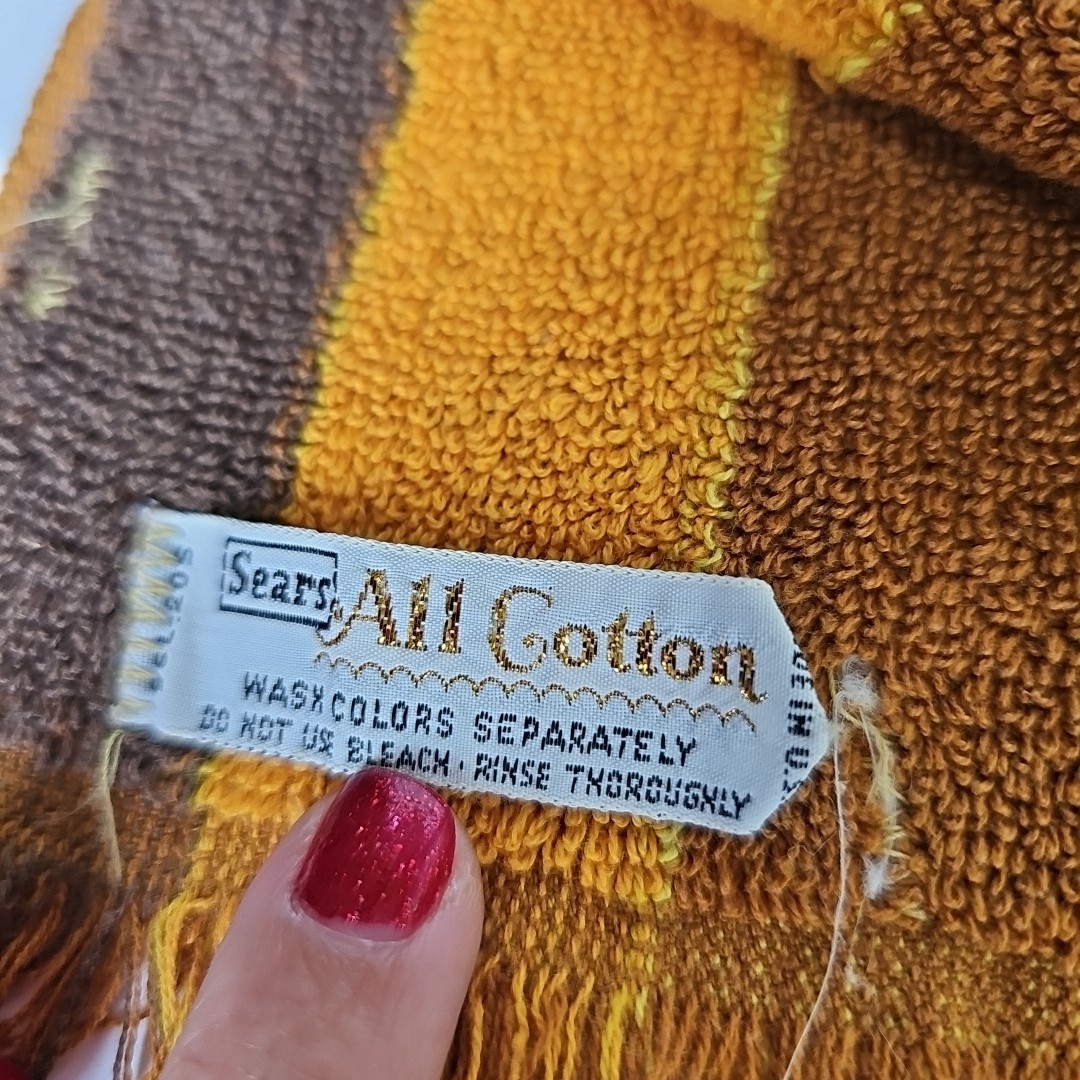 Sears All Cotton
WASH COLORS SEPARATELY
DO NOT USE BLEACH . RINSE THOROUGHLY